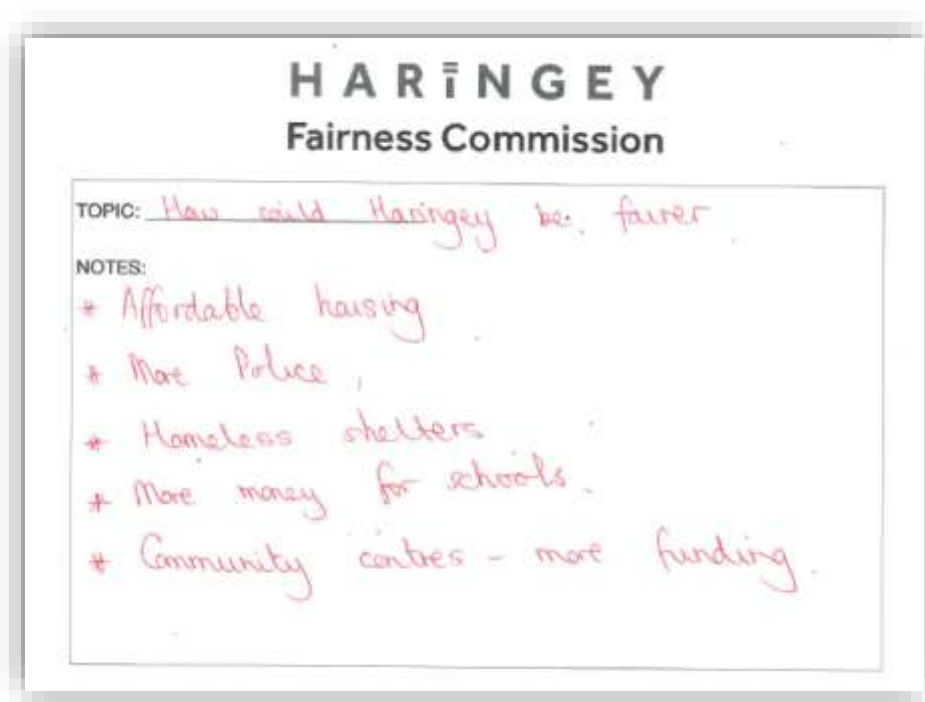 HARINGEY
Fairness Commission
TOPIC: How could Haringey be fairer
NOTES:
* Affordable housing
* More Police
* Homeless shelters
* More money for schools.
* Community centres - more funding.